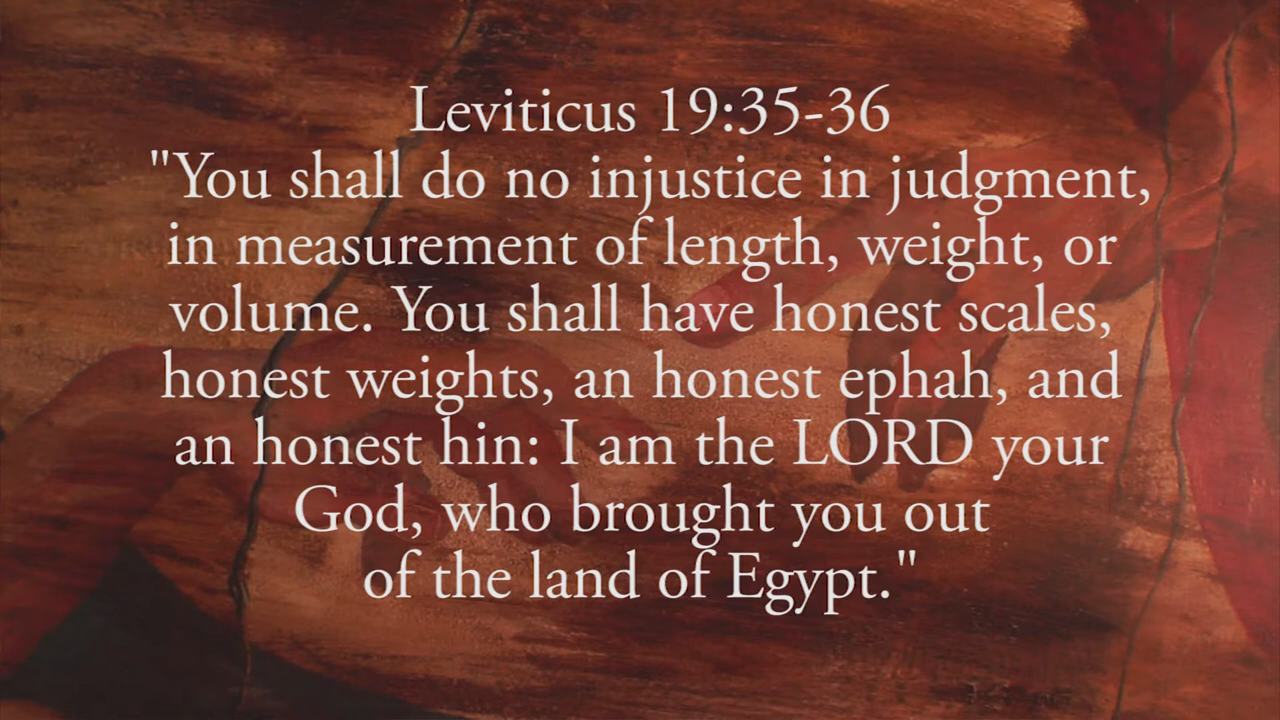 Leviticus 19:35-36
"You shall do no injustice in judgment,
in measurement of length, weight, or
volume. You shall have honest scales,
honest weights, an honest ephah, and
an honest hin: I am the LORD your
God, who brought you out
of the land of Egypt."